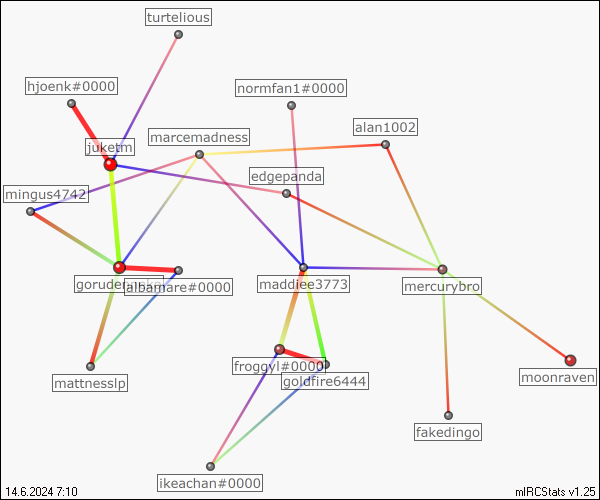 turtelious
hjoenk#0000
normfan1#0000
alan1002
marcemadness
juketm
edgepanda
mingus4742
maddiee3773
mercurybro
albamare#0000
froggyl#0000
moonraven
goldfire6444
mattnesslp
fakedingo
ikeachan#0000
14.6.2024 7:10
mIRCStats v1.25